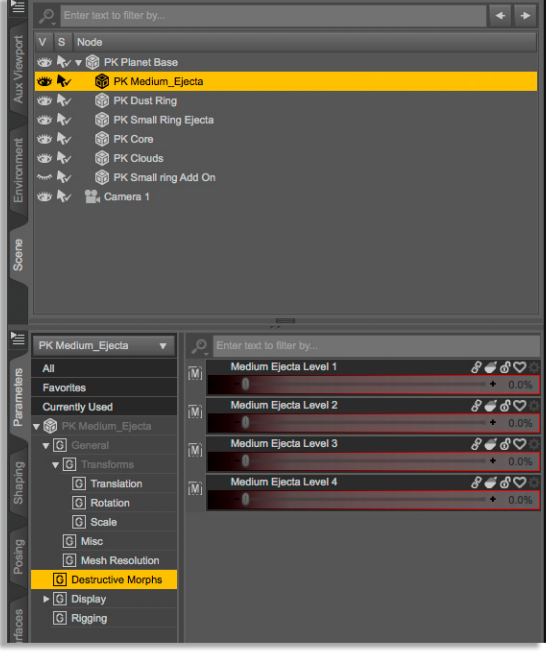 Enter text to filter by...
V S Node
PK Planet Base
PK Medium_Ejecta
PK Dust Ring
PK Small Ring Ejecta
PK Core
PK Clouds
PK Small ring Add On
Camera 1
Aux Viewport
Environment
Scene
PK Medium_Ejecta
All
Favorites
Currently Used
PK Medium_Ejecta
G General
G Transforms
G Translation
G Rotation
G Scale
G Misc
G Mesh Resolution
G Destructive Morphs
G Display
G Rigging
Enter text to filter by...
M Medium Ejecta Level 1
0.0%
M Medium Ejecta Level 2
0.0%
M Medium Ejecta Level 3
0.0%
M Medium Ejecta Level 4
0.0%
Parameters
Shaping
Posing